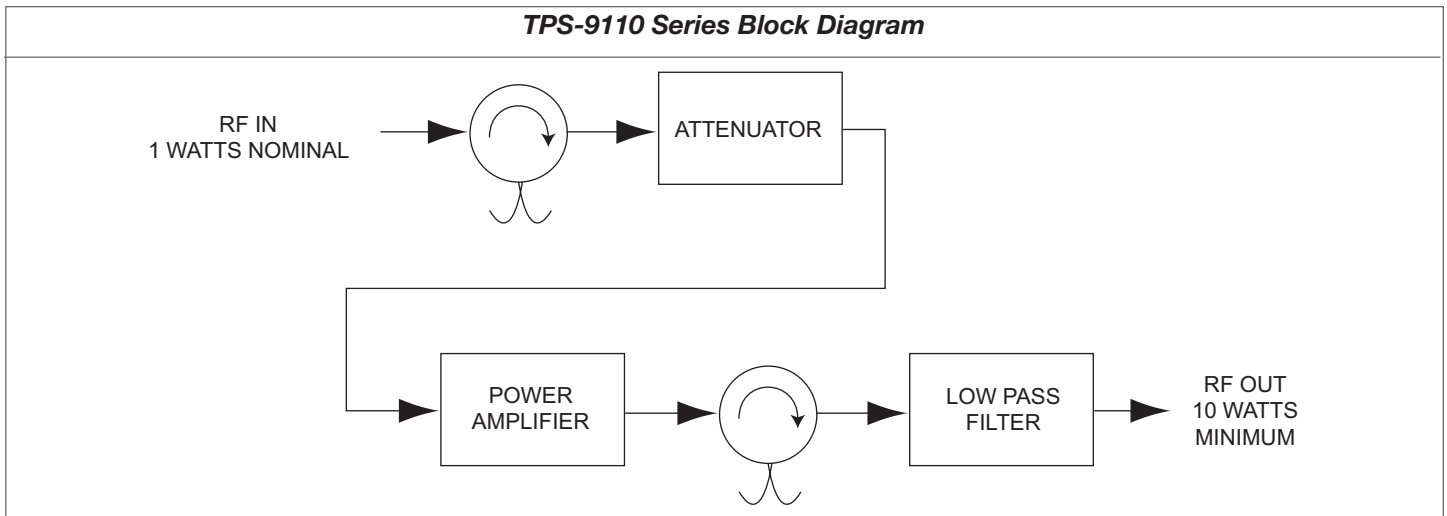 TPS-9110 Series Block Diagram
RF IN
1 WATTS NOMINAL
ATTENUATOR
POWER
AMPLIFIER
LOW PASS
FILTER
RF OUT
10 WATTS
MINIMUM